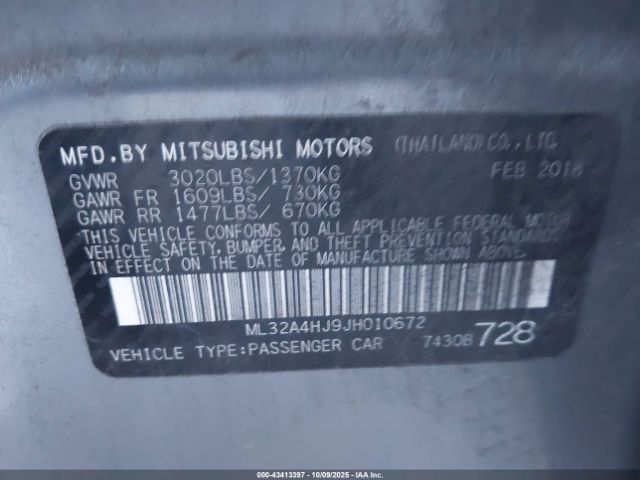 MFD.BY MITSUBISHI MOTORS (THAILAND) CO., LTD.
GVWR 3020LBS/1370KG FEB 2018
GAWR FR 1609LBS/ 730KG
GAWR RR 1477LBS/ 670KG
THIS VEHICLE CONFORMS TO ALL APPLICABLE FEDERAL MOTOR
VEHICLE SAFETY, BUMPER, AND THEFT PREVENTION STANDARDS
IN EFFECT ON THE DATE OF MANUFACTURE SHOWN ABOVE.
ML32A4HJ9JH010672
VEHICLE TYPE:PASSENGER CAR 7430B 728
000-43413397 - 10/09/2025 - COPYRIGHT © IAA, LLC.